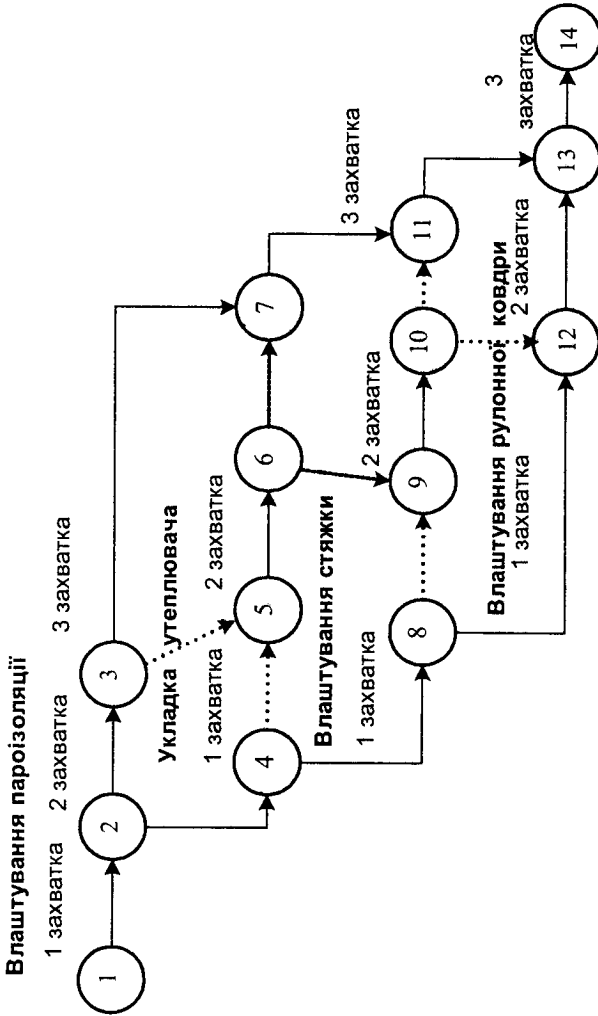 Влаштування пароізоляції
1 захватка
2 захватка
3 захватка
1
2
3
Укладка утеплювача
1 захватка
2 захватка
3 захватка
4
5
6
7
Влаштування стяжки
1 захватка
2 захватка
8
9
10
11
Влаштування рулонної ковдри
1 захватка
2 захватка
3
захватка
12
13
14